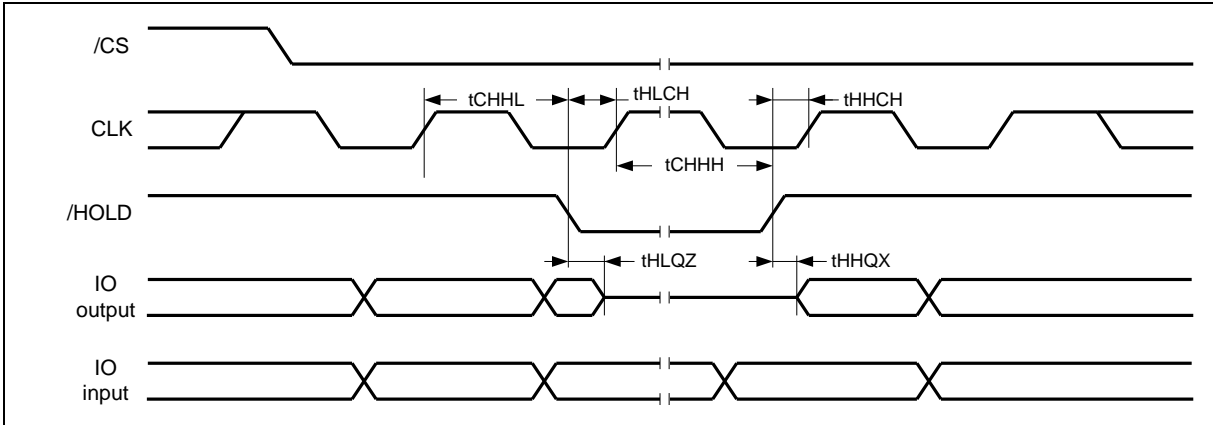 /CS
tCHHL
tHLCH
tHHCH
CLK
tCHHH
/HOLD
tHLQZ
tHHQX
IO
output
IO
input